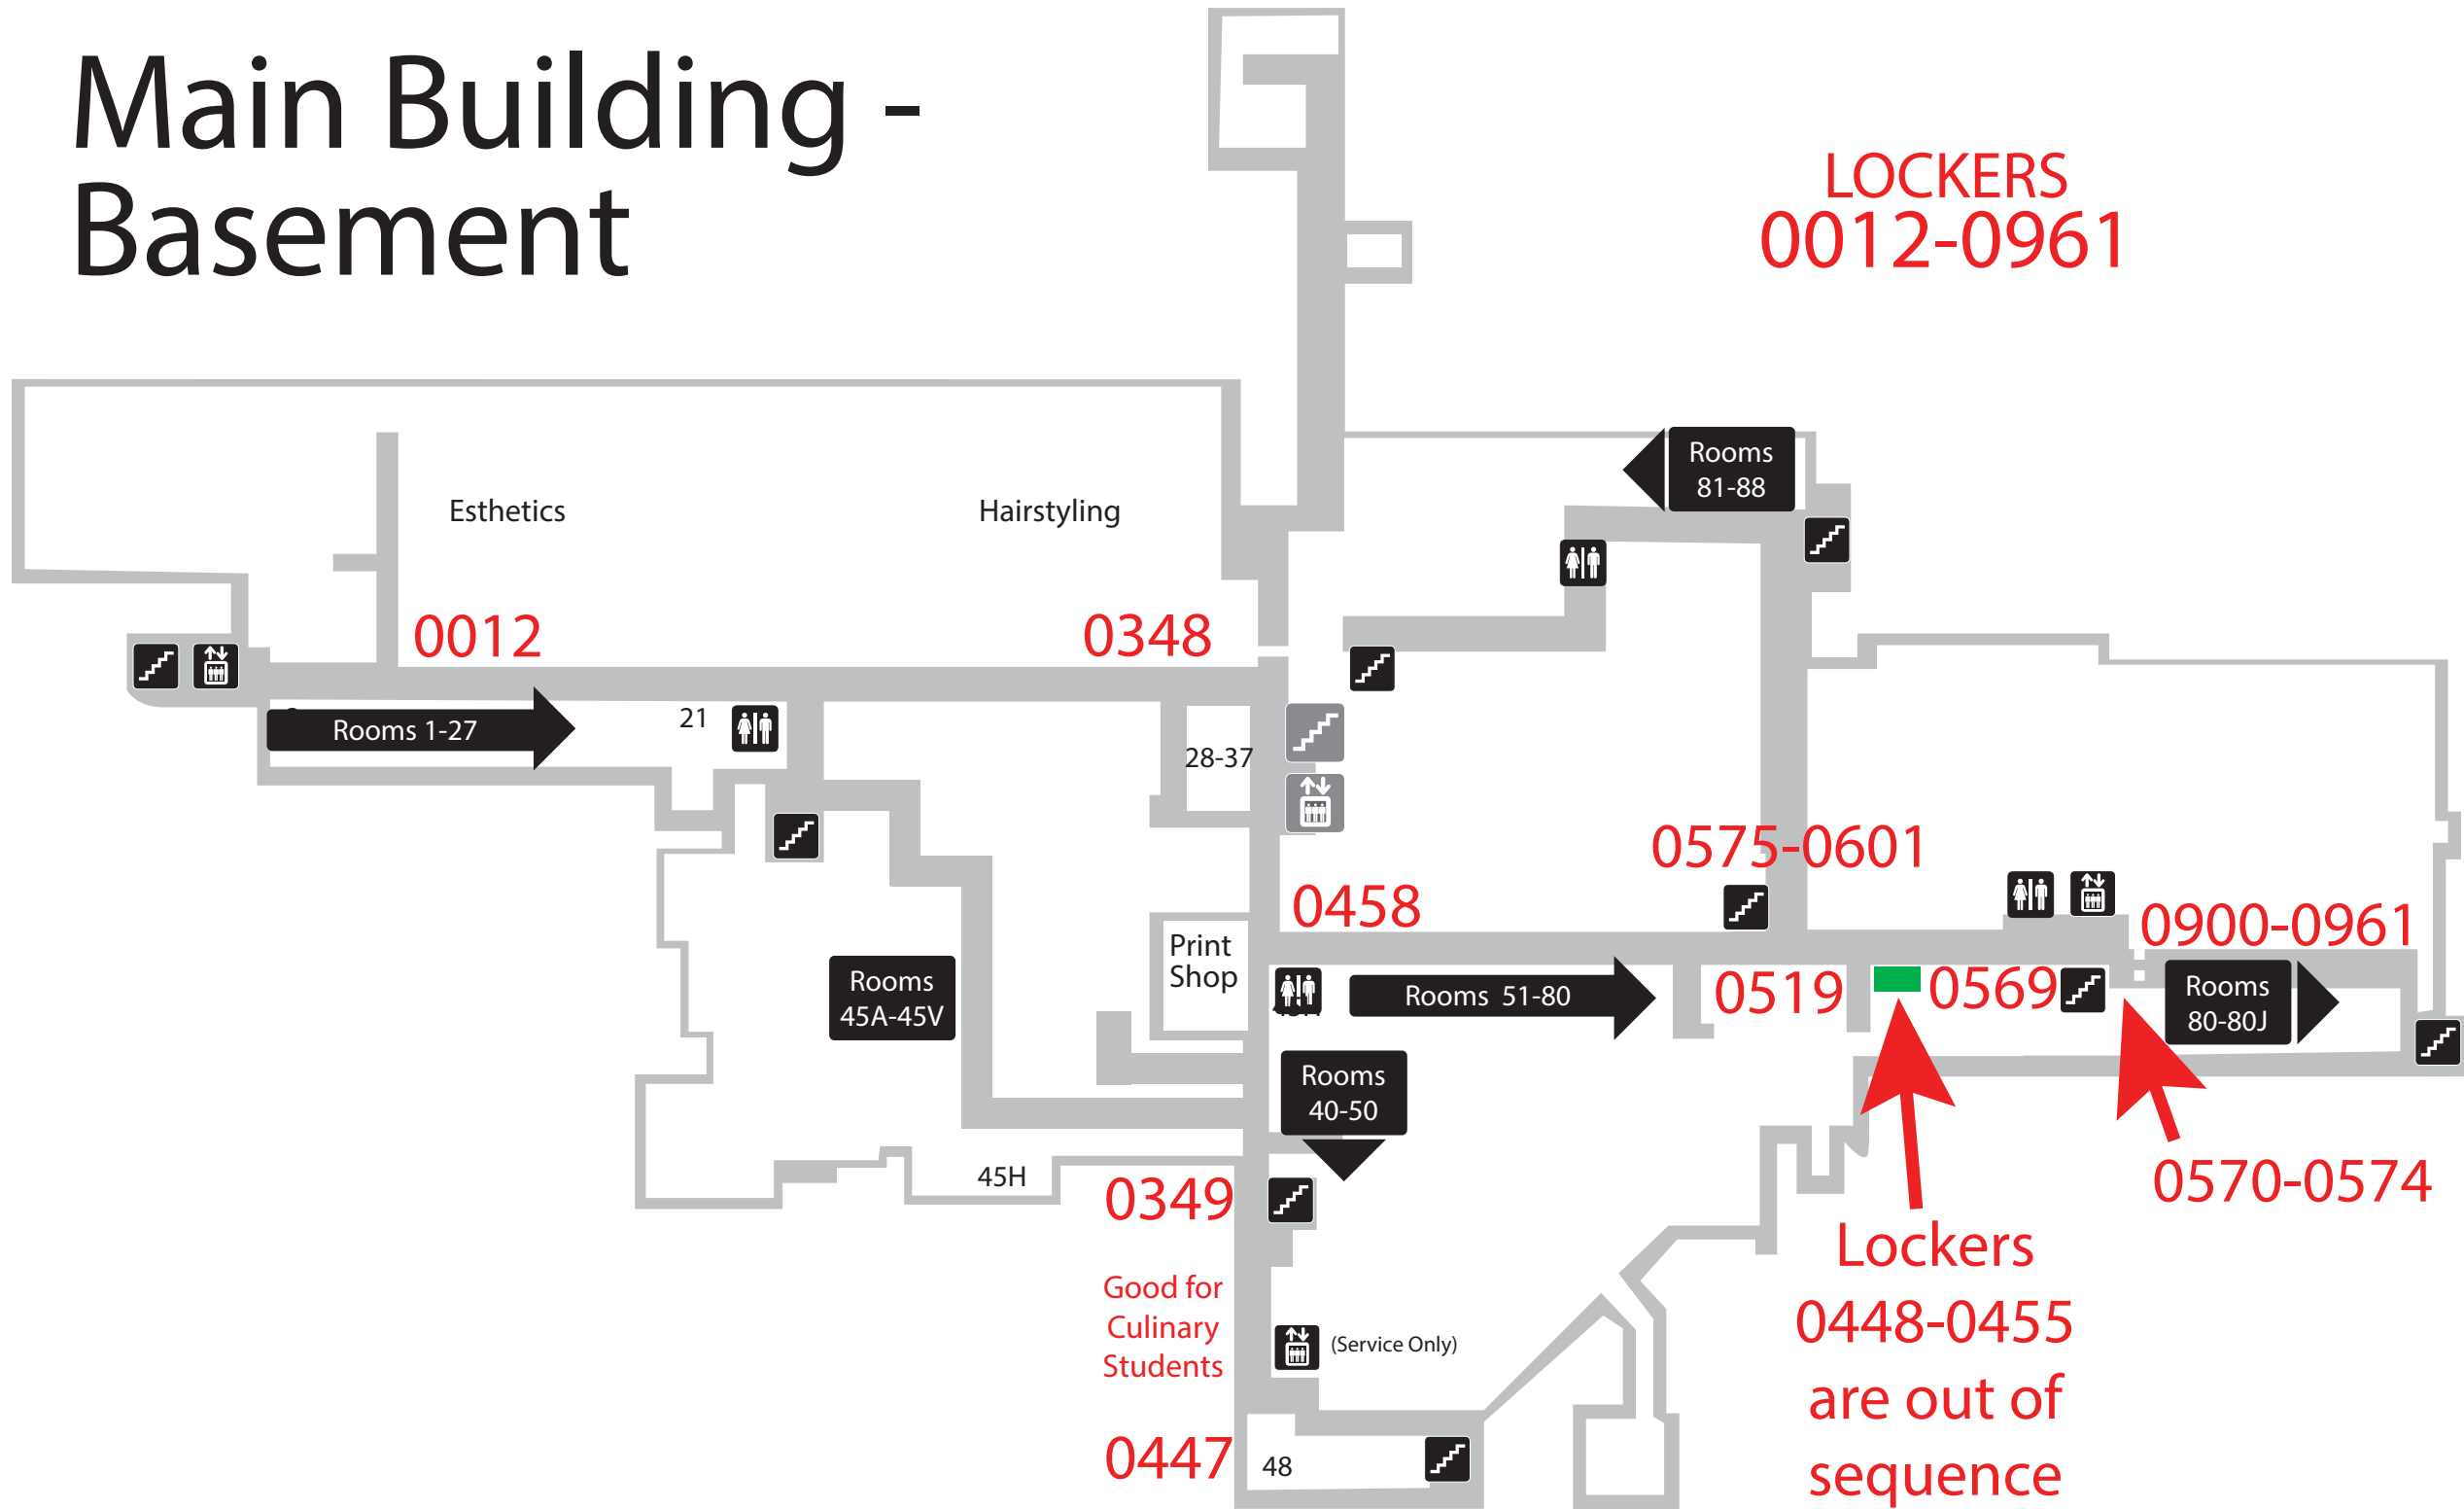 Main Building -
Basement
LOCKERS
0012-0961
Rooms
81-88
Esthetics
Hairstyling
0012
0348
Rooms 1-27
21
28-37
0575-0601
0458
0900-0961
Print
Shop
Rooms
45A-45V
Rooms 51-80
0519
0569
Rooms
80-80J
Rooms
40-50
45H
0349
0570-0574
Lockers
0448-0455
are out of
sequence
Good for
Culinary
Students
(Service Only)
0447
48